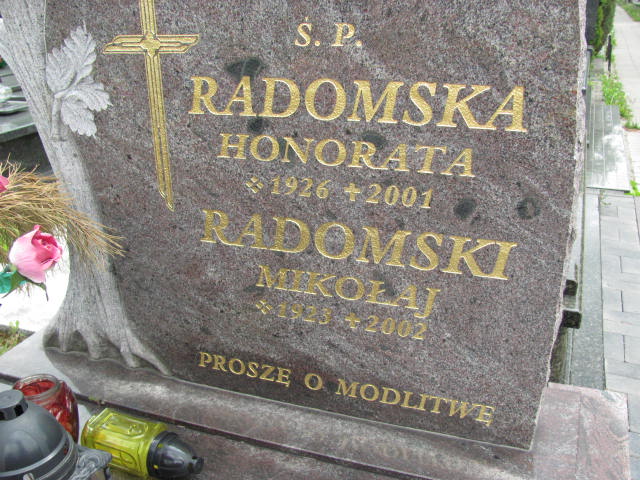 Ś. P.
RADOMSKA
HONORATA
1926 + 2001
RADOMSKI
MIKOŁAJ
1923 + 2002
PROSZĘ O MODLITWĘ